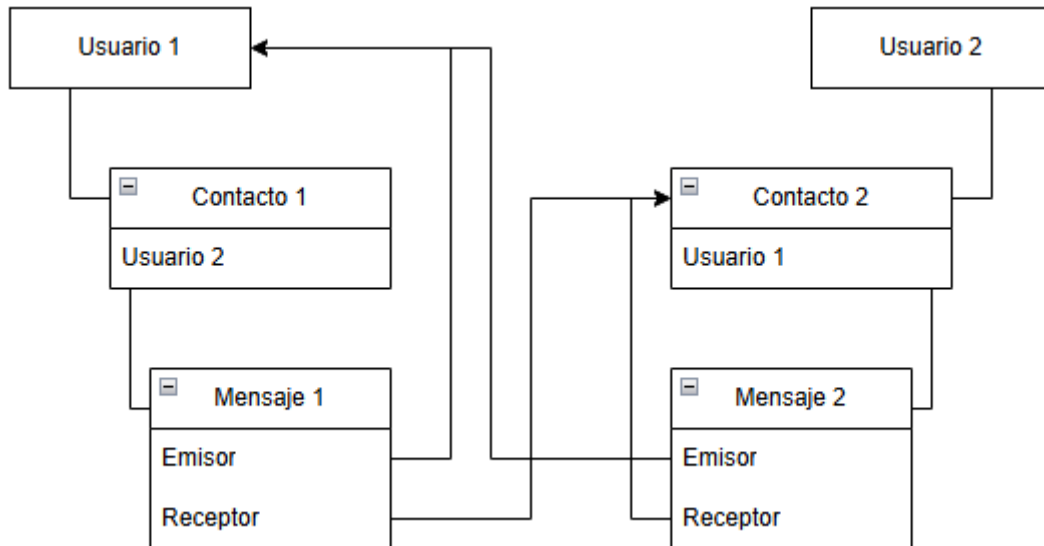 Usuario 1
Usuario 2
Contacto 1
Usuario 2
Contacto 2
Usuario 1
Mensaje 1
Emisor
Receptor
Mensaje 2
Emisor
Receptor